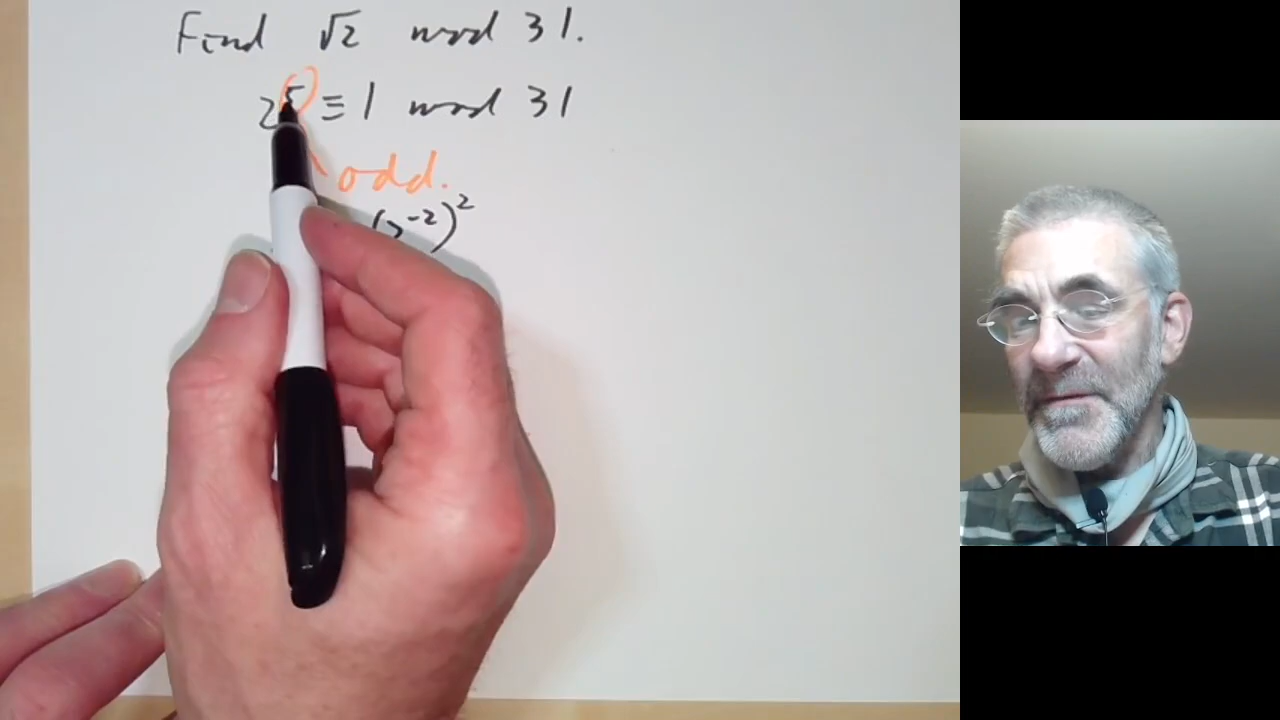 Find √2 mod 31.
2⁵ ≡ 1 mod 31
odd.
(2⁻²)²